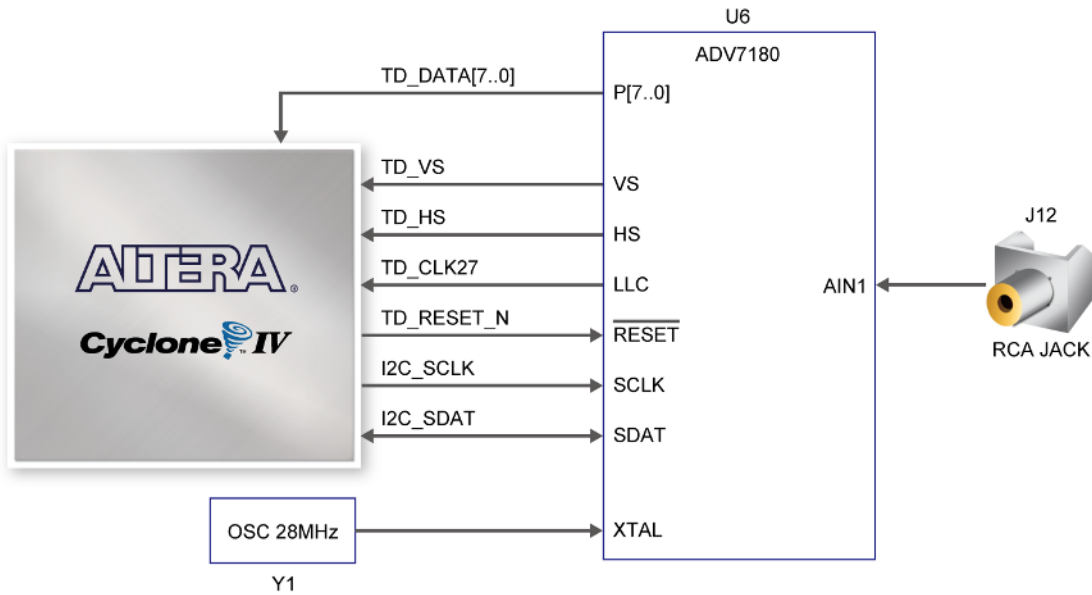 U6
ADV7180
TD_DATA[7..0]
P[7..0]
TD_VS
VS
TD_HS
HS
TD_CLK27
LLC
TD_RESET_N
RESET
I2C_SCLK
SCLK
I2C_SDAT
SDAT
ALTERA®
Cyclone™ IV
J12
AIN1
RCA JACK
OSC 28MHz
XTAL
Y1